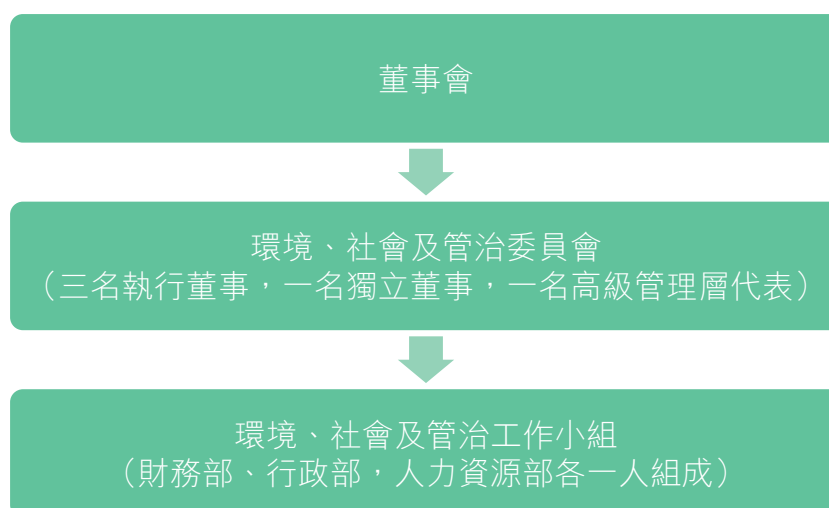 董事會
環境、社會及管治委員會
（三名執行董事，一名獨立董事，一名高級管理層代表）
環境、社會及管治工作小組
（財務部、行政部，人力資源部各一人組成）